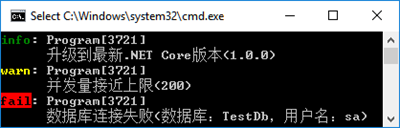 Select C:\Windows\system32\cmd.exe
info: Program[3721]
升级到最新.NET Core版本(1.0.0)
warn: Program[3721]
并发量接近上限(200)
fail: Program[3721]
数据库连接失败(数据库：TestDb，用户名：sa)